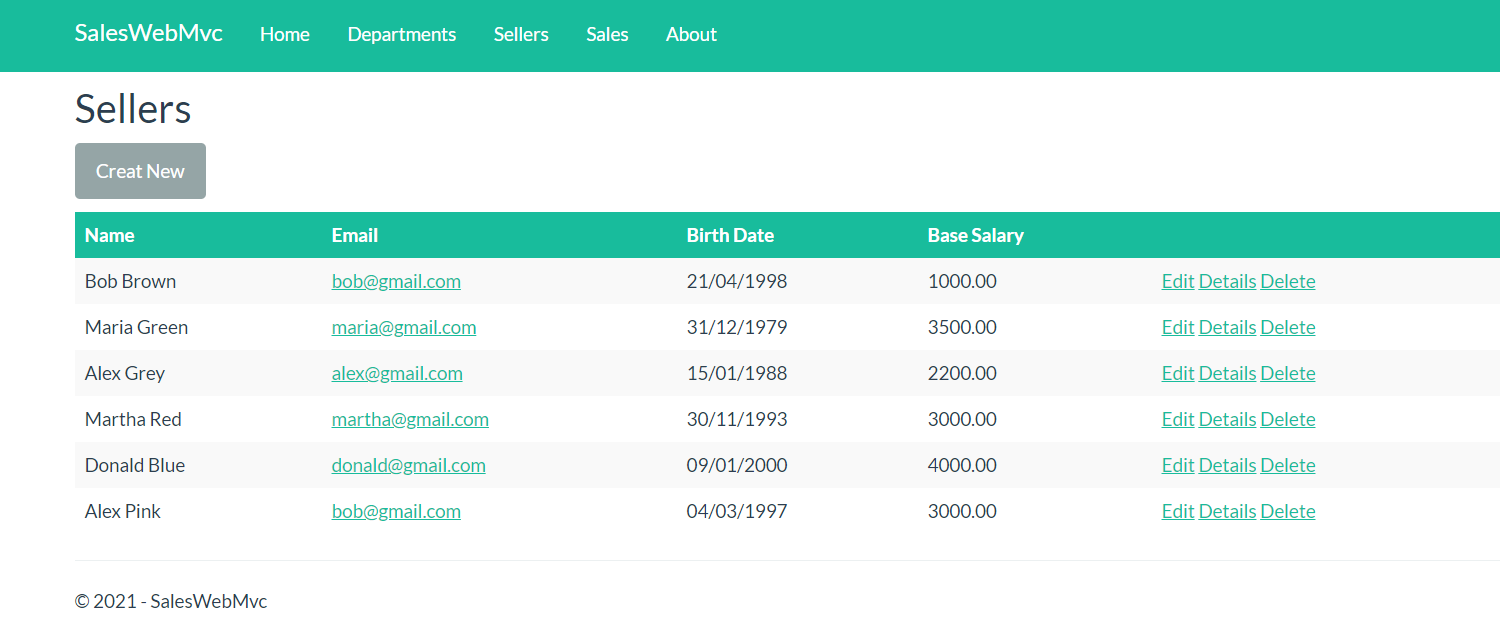 SalesWebMvc Home Departments Sellers Sales About
Sellers
Creat New
Name Email Birth Date Base Salary
Bob Brown bob@gmail.com 21/04/1998 1000.00 Edit Details Delete
Maria Green maria@gmail.com 31/12/1979 3500.00 Edit Details Delete
Alex Grey alex@gmail.com 15/01/1988 2200.00 Edit Details Delete
Martha Red martha@gmail.com 30/11/1993 3000.00 Edit Details Delete
Donald Blue donald@gmail.com 09/01/2000 4000.00 Edit Details Delete
Alex Pink bob@gmail.com 04/03/1997 3000.00 Edit Details Delete
© 2021 - SalesWebMvc